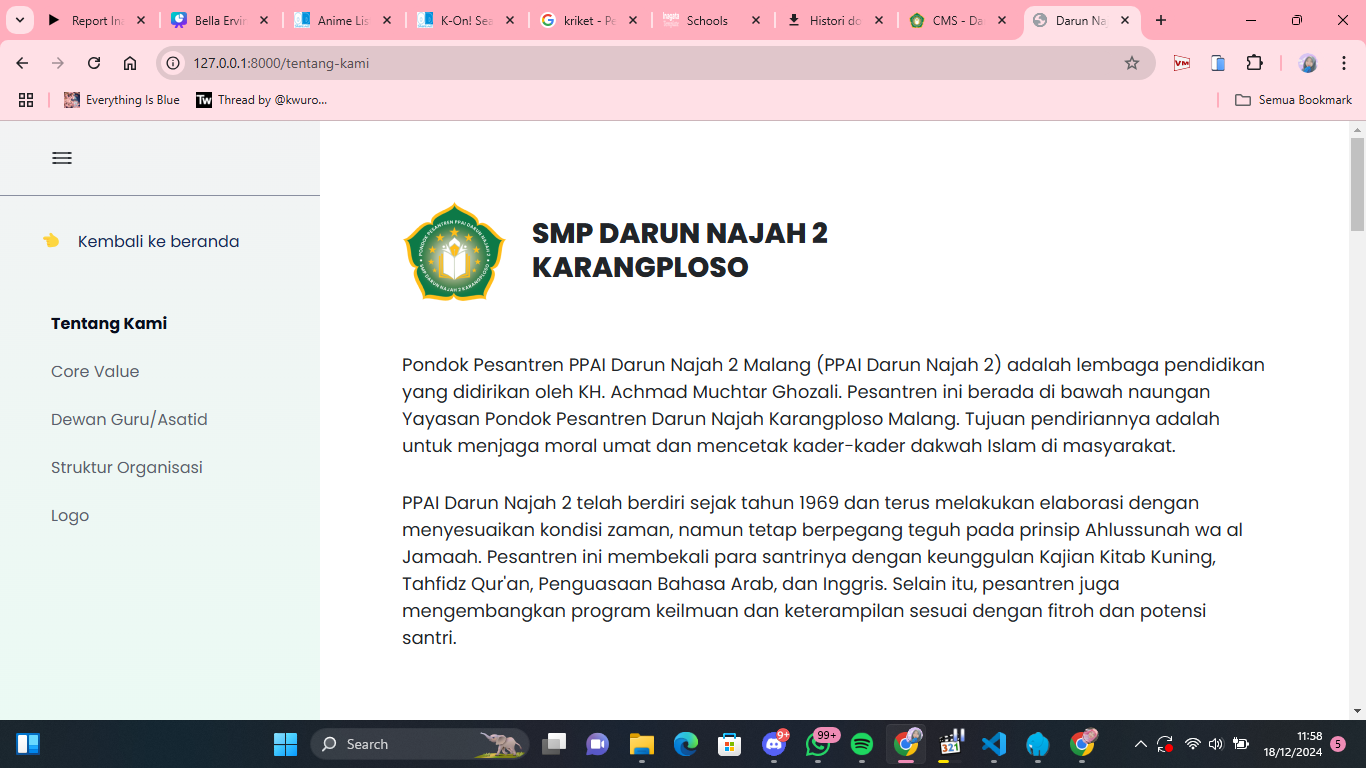 Report In
Bella Ervin
Anime Lis
K-On! Sea
kriket - Pe
Schools
Histori do
CMS - Da
Darun Na
127.0.0.1:8000/tentang-kami
Everything Is Blue
Thread by @kwuro...
Semua Bookmark
Kembali ke beranda
Tentang Kami
Core Value
Dewan Guru/Asatid
Struktur Organisasi
Logo
PONDOK PESANTREN PPAI DARUN NAJAH 2
SMP DARUN NAJAH 2 KARANGPLOSO
SMP DARUN NAJAH 2
KARANGPLOSO
Pondok Pesantren PPAI Darun Najah 2 Malang (PPAI Darun Najah 2) adalah lembaga pendidikan
yang didirikan oleh KH. Achmad Muchtar Ghozali. Pesantren ini berada di bawah naungan
Yayasan Pondok Pesantren Darun Najah Karangploso Malang. Tujuan pendiriannya adalah
untuk menjaga moral umat dan mencetak kader-kader dakwah Islam di masyarakat.
PPAI Darun Najah 2 telah berdiri sejak tahun 1969 dan terus melakukan elaborasi dengan
menyesuaikan kondisi zaman, namun tetap berpegang teguh pada prinsip Ahlussunah wa al
Jamaah. Pesantren ini membekali para santrinya dengan keunggulan Kajian Kitab Kuning,
Tahfidz Qur'an, Penguasaan Bahasa Arab, dan Inggris. Selain itu, pesantren juga
mengembangkan program keilmuan dan keterampilan sesuai dengan fitroh dan potensi
santri.
Search
9+
99+
321
11:58
18/12/2024
5